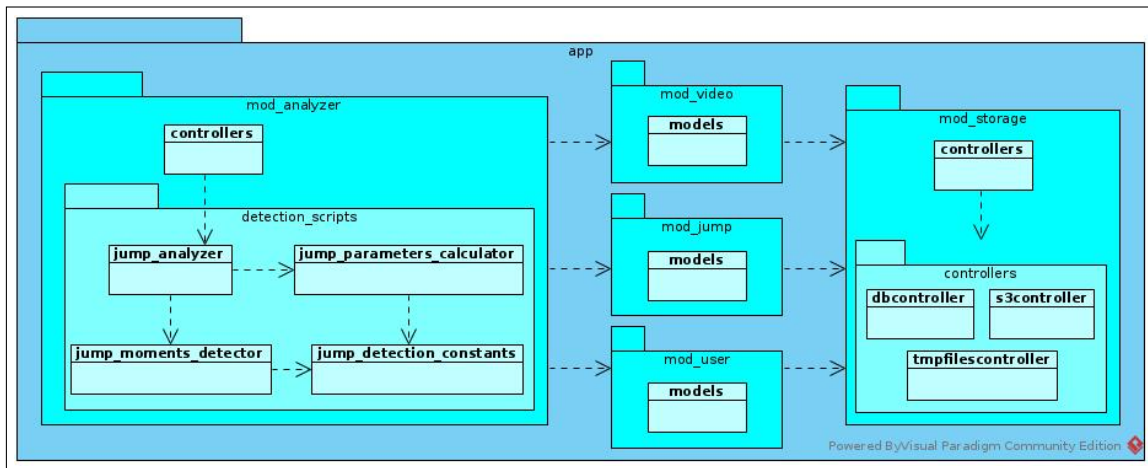 app
mod_analyzer
controllers
detection_scripts
jump_analyzer
jump_parameters_calculator
jump_moments_detector
jump_detection_constants
mod_video
models
mod_jump
models
mod_user
models
mod_storage
controllers
controllers
dbcontroller
s3controller
tmpfilescontroller
Powered ByVisual Paradigm Community Edition